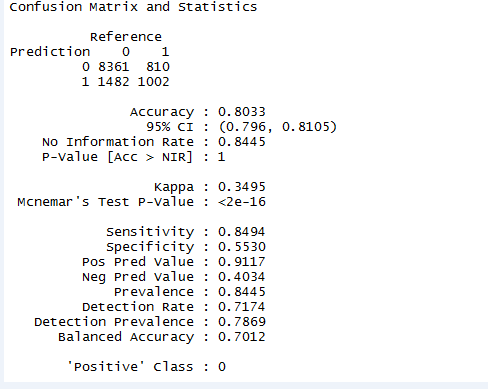 Confusion Matrix and Statistics
Reference
Prediction 0 1
0 8361 810
1 1482 1002
Accuracy : 0.8033
95% CI : (0.796, 0.8105)
No Information Rate : 0.8445
P-Value [Acc > NIR] : 1
Kappa : 0.3495
Mcnemar's Test P-Value : <2e-16
Sensitivity : 0.8494
Specificity : 0.5530
Pos Pred Value : 0.9117
Neg Pred Value : 0.4034
Prevalence : 0.8445
Detection Rate : 0.7174
Detection Prevalence : 0.7869
Balanced Accuracy : 0.7012
'Positive' Class : 0